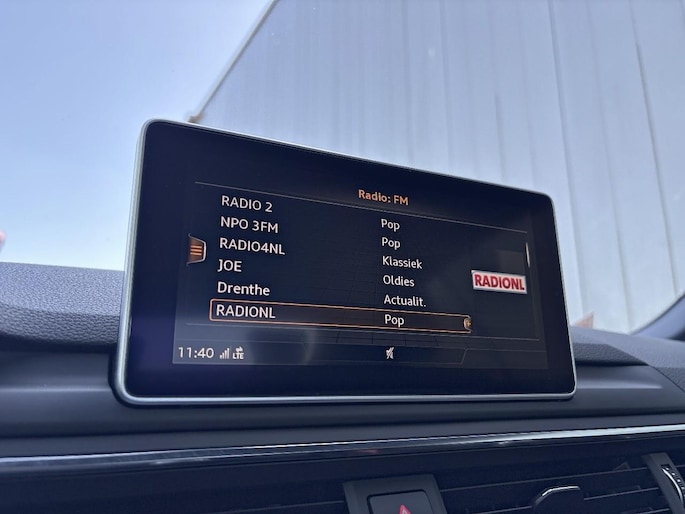 Radio: FM
RADIO 2 Pop
NPO 3FM Pop
RADIO4NL Klassiek
JOE Oldies
Drenthe Actualit.
RADIONL Pop
RADIONL
11:40 LTE